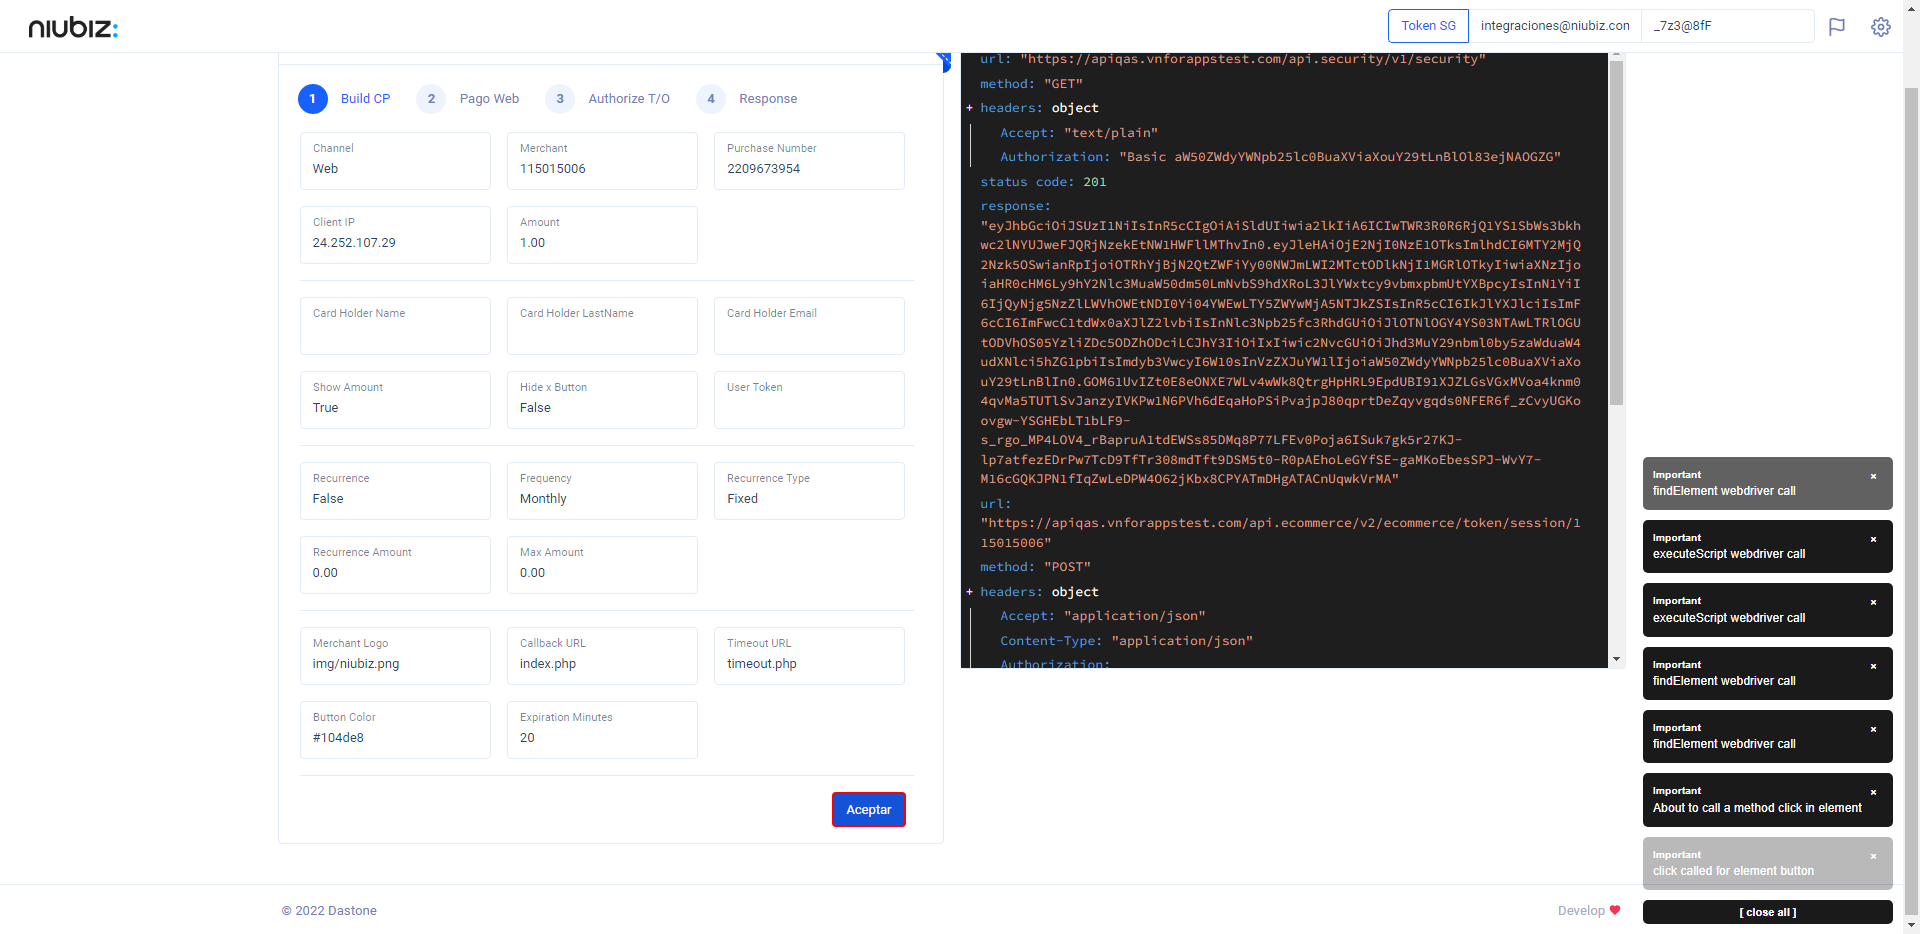 niubiz:
Token SG
integraciones@niubiz.con
_7z3@8fF
1 Build CP
2 Pago Web
3 Authorize T/O
4 Response
Channel
Web
Merchant
115015006
Purchase Number
2209673954
Client IP
24.252.107.29
Amount
1.00
Card Holder Name
Card Holder LastName
Card Holder Email
Show Amount
True
Hide x Button
False
User Token
Recurrence
False
Frequency
Monthly
Recurrence Type
Fixed
Recurrence Amount
0.00
Max Amount
0.00
Merchant Logo
img/niubiz.png
Callback URL
index.php
Timeout URL
timeout.php
Button Color
#104de8
Expiration Minutes
20
Aceptar
url: "https://apiqas.vnforappstest.com/api.security/v1/security"
method: "GET"
+ headers: object
Accept: "text/plain"
Authorization: "Basic aW50ZWdyYWNpb25lc0BuaXViaXouY29tLnBlOl83ejNAOGZG"
status code: 201
response:
url:
"https://apiqas.vnforappstest.com/api.ecommerce/v2/ecommerce/token/session/1
15015006"
method: "POST"
+ headers: object
Accept: "application/json"
Content-Type: "application/json"
Authorization:
Important ×
findElement webdriver call
Important ×
executeScript webdriver call
Important ×
executeScript webdriver call
Important ×
findElement webdriver call
Important ×
findElement webdriver call
Important ×
About to call a method click in element
Important ×
click called for element button
[ close all ]
© 2022 Dastone
Develop